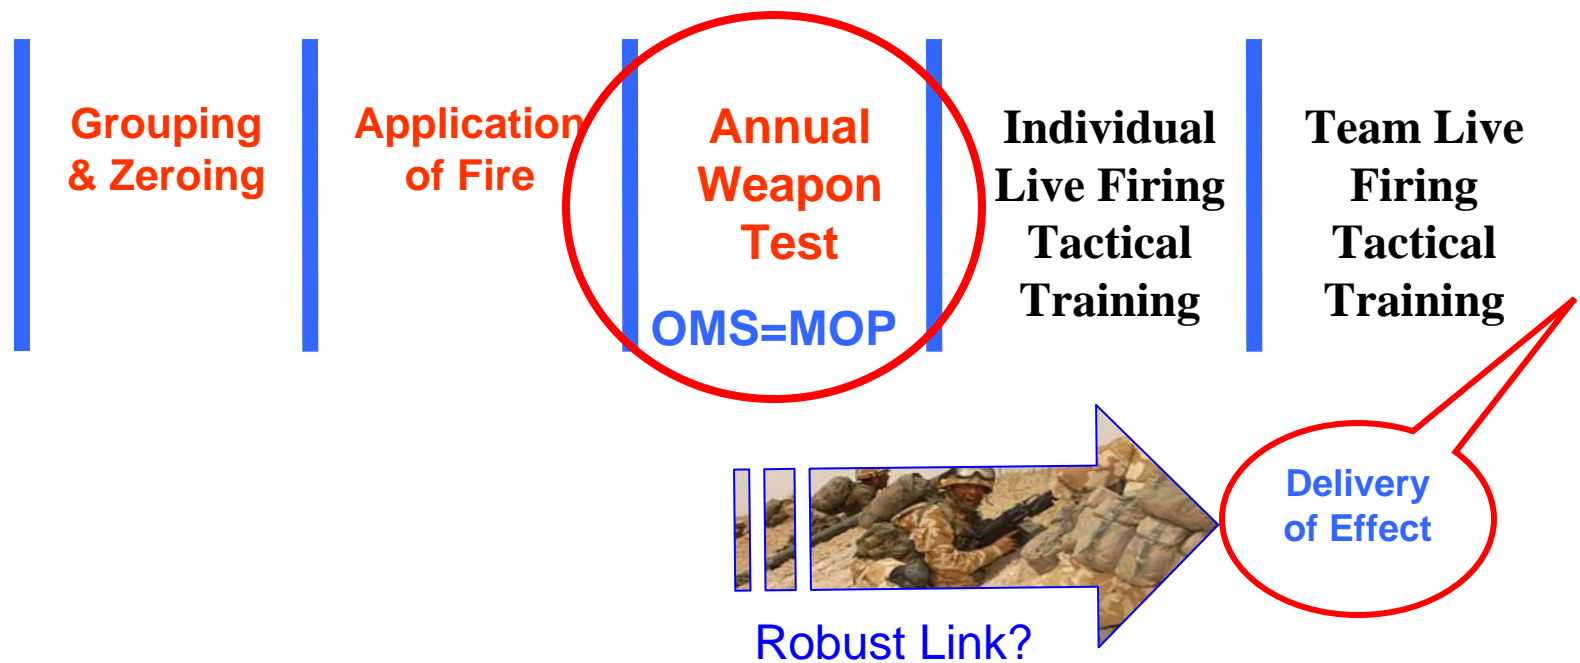 Grouping
& Zeroing
Application
of Fire
Annual
Weapon
Test
OMS=MOP
Individual
Live Firing
Tactical
Training
Team Live
Firing
Tactical
Training
Delivery
of Effect
Robust Link?